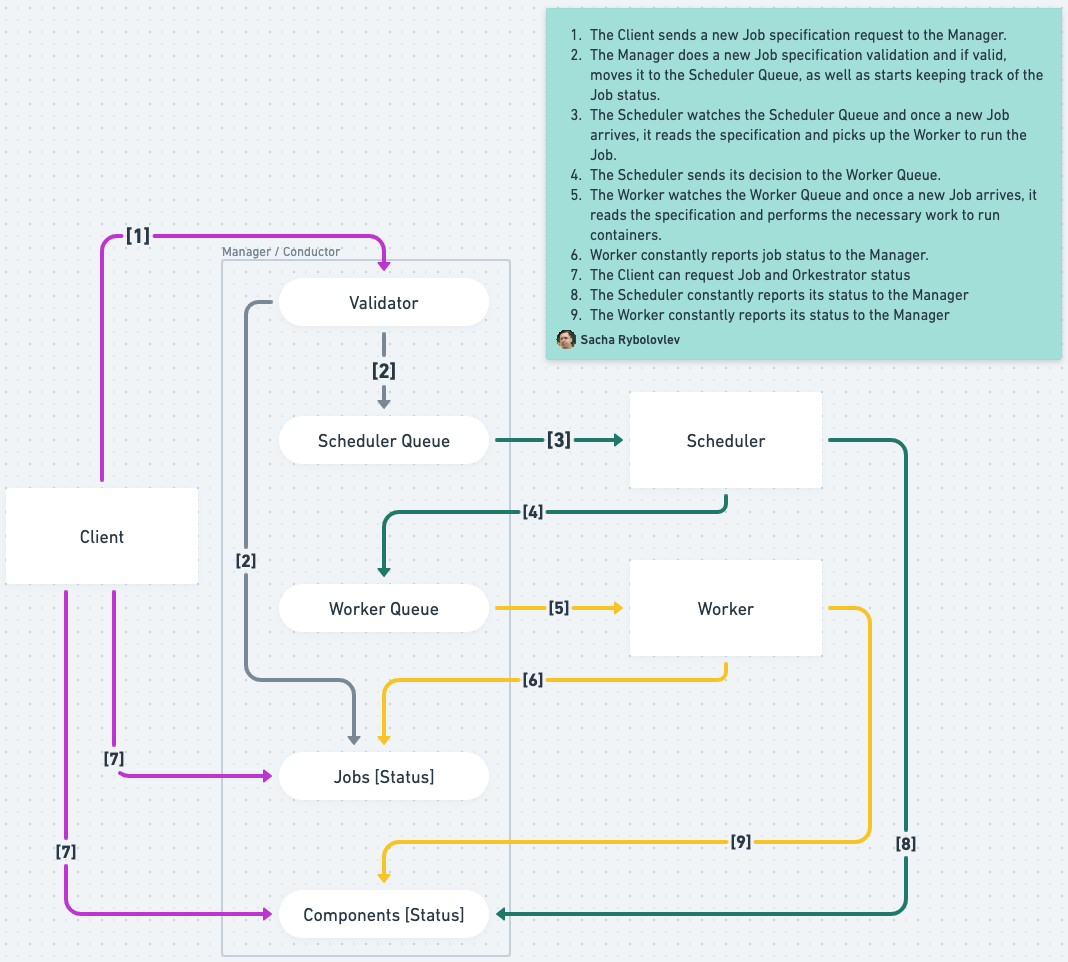 1. The Client sends a new Job specification request to the Manager.
2. The Manager does a new Job specification validation and if valid,
moves it to the Scheduler Queue, as well as starts keeping track of the
Job status.
3. The Scheduler watches the Scheduler Queue and once a new Job
arrives, it reads the specification and picks up the Worker to run the
Job.
4. The Scheduler sends its decision to the Worker Queue.
5. The Worker watches the Worker Queue and once a new Job arrives, it
reads the specification and performs the necessary work to run
containers.
6. Worker constantly reports job status to the Manager.
7. The Client can request Job and Orkestrator status
8. The Scheduler constantly reports its status to the Manager
9. The Worker constantly reports its status to the Manager
Sacha Rybolovlev
[1]
Manager / Conductor
Validator
[2]
Scheduler Queue
[3]
Scheduler
[4]
Client
[2]
Worker Queue
[5]
Worker
[6]
[7]
Jobs [Status]
[7]
[9]
[8]
Components [Status]